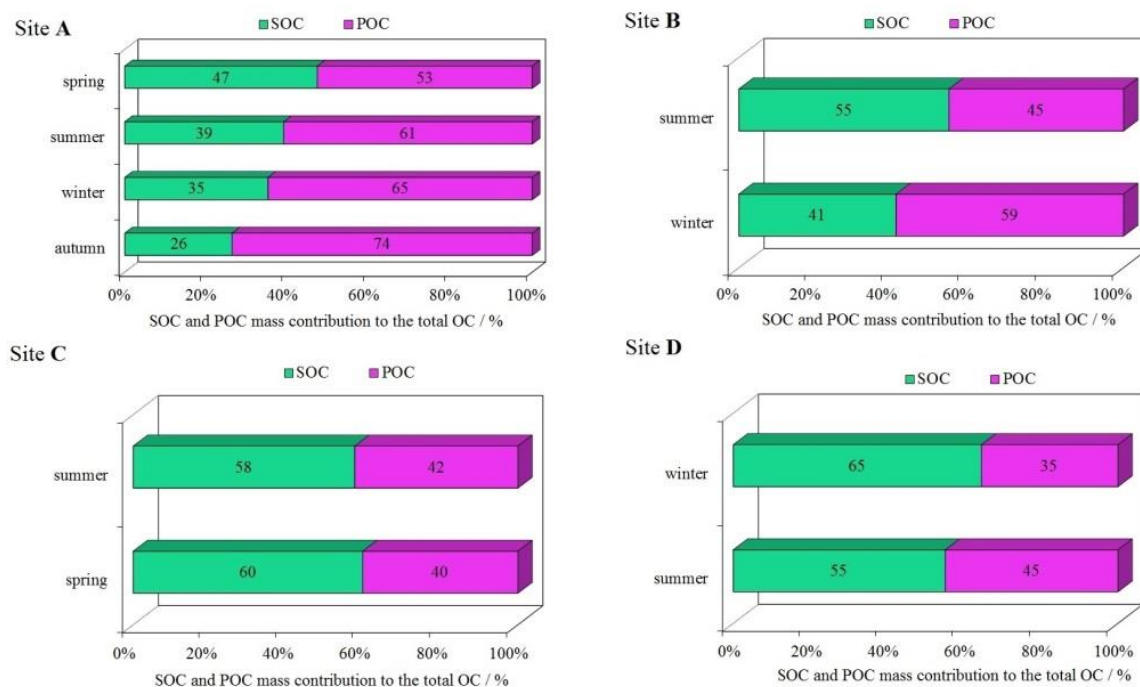 Site A
SOC POC
spring 47 53
summer 39 61
winter 35 65
autumn 26 74
0% 20% 40% 60% 80% 100%
SOC and POC mass contribution to the total OC / %
Site B
SOC POC
summer 55 45
winter 41 59
0% 20% 40% 60% 80% 100%
SOC and POC mass contribution to the total OC / %
Site C
SOC POC
summer 58 42
spring 60 40
0% 20% 40% 60% 80% 100%
SOC and POC mass contribution to the total OC / %
Site D
SOC POC
winter 65 35
summer 55 45
0% 20% 40% 60% 80% 100%
SOC and POC mass contribution to the total OC / %